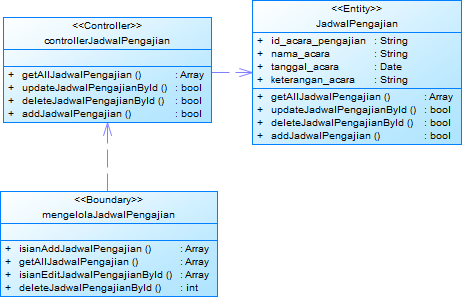 <<Controller>>
controllerJadwalPengajian
+ getAllJadwalPengajian () : Array
+ updateJadwalPengajianById () : bool
+ deleteJadwalPengajianById () : bool
+ addJadwalPengajian () : bool
<<Entity>>
JadwalPengajian
+ id_acara_pengajian : String
+ nama_acara : String
+ tanggal_acara : Date
+ keterangan_acara : String
+ getAllJadwalPengajian () : Array
+ updateJadwalPengajianById () : bool
+ deleteJadwalPengajianById () : bool
+ addJadwalPengajian () : bool
<<Boundary>>
mengelolaJadwalPengajian
+ isianAddJadwalPengajian () : Array
+ getAllJadwalPengajian () : Array
+ isianEditJadwalPengajianById () : Array
+ deleteJadwalPengajianById () : int